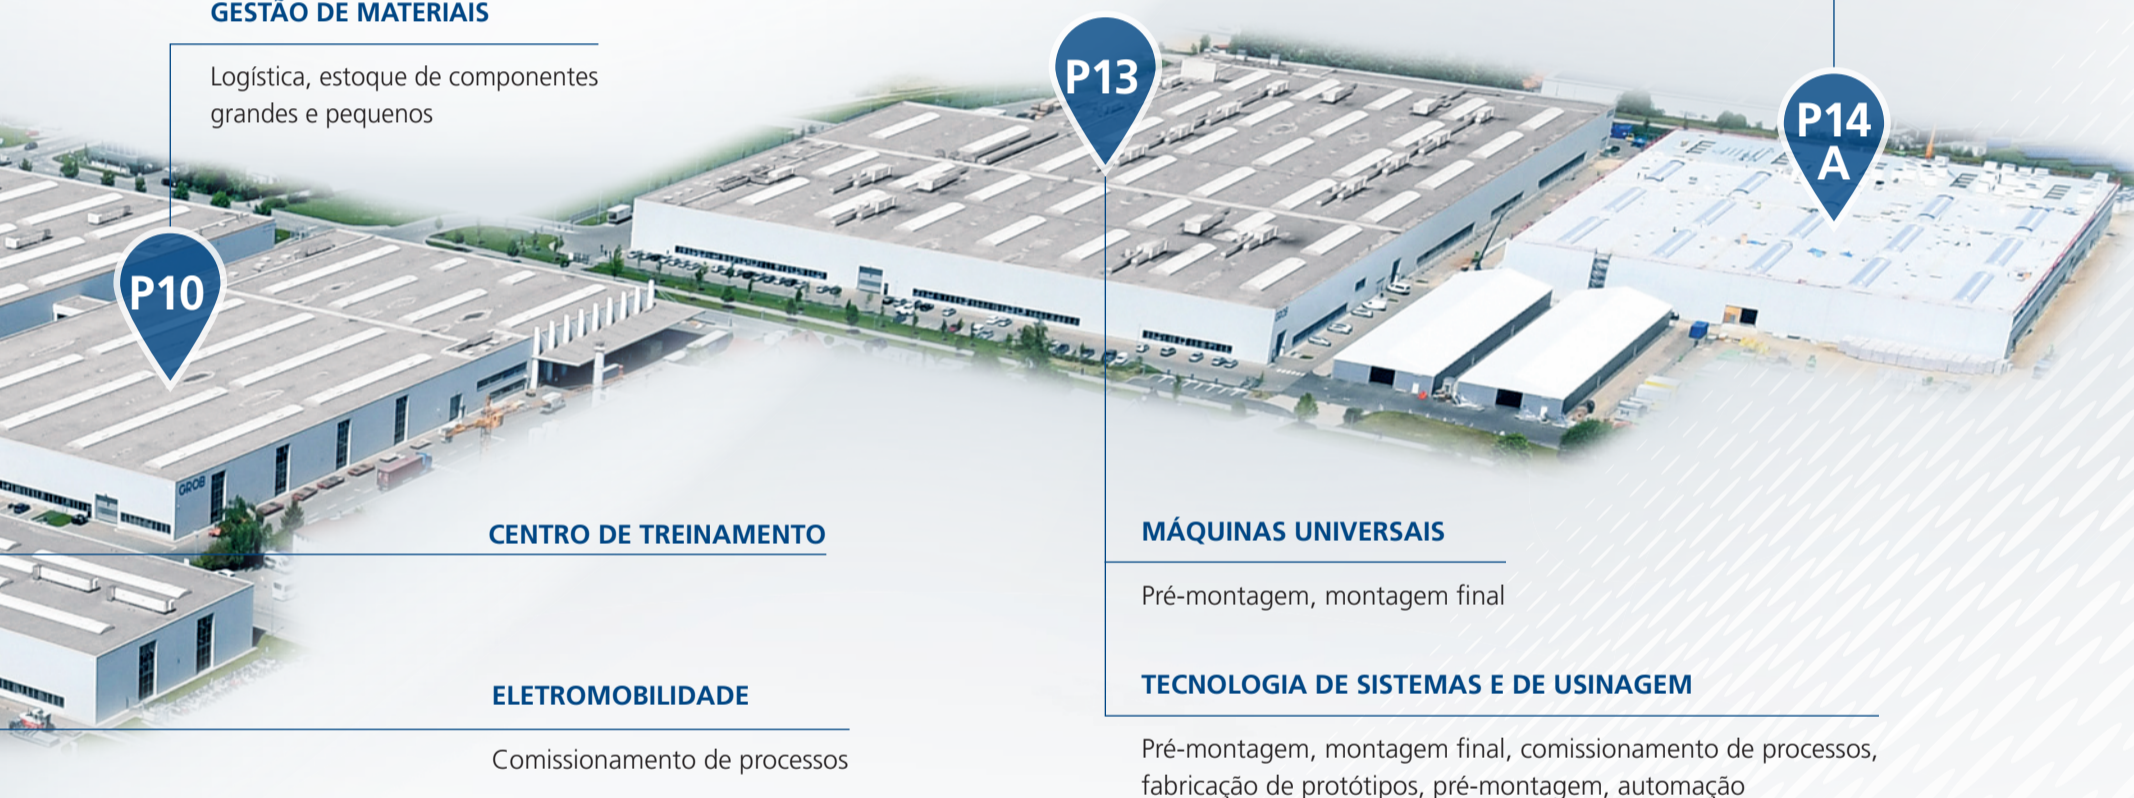 GESTÃO DE MATERIAIS
Logística, estoque de componentes
grandes e pequenos
P13
P14
A
P10
GROB
CENTRO DE TREINAMENTO
MÁQUINAS UNIVERSAIS
Pré-montagem, montagem final
ELETROMOBILIDADE
Comissionamento de processos
TECNOLOGIA DE SISTEMAS E DE USINAGEM
Pré-montagem, montagem final, comissionamento de processos,
fabricação de protótipos, pré-montagem, automação